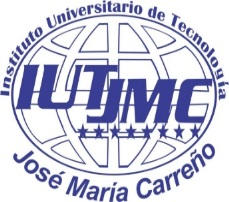 Instituto Universitario de Tecnología
IUTJMC
José María Carreño